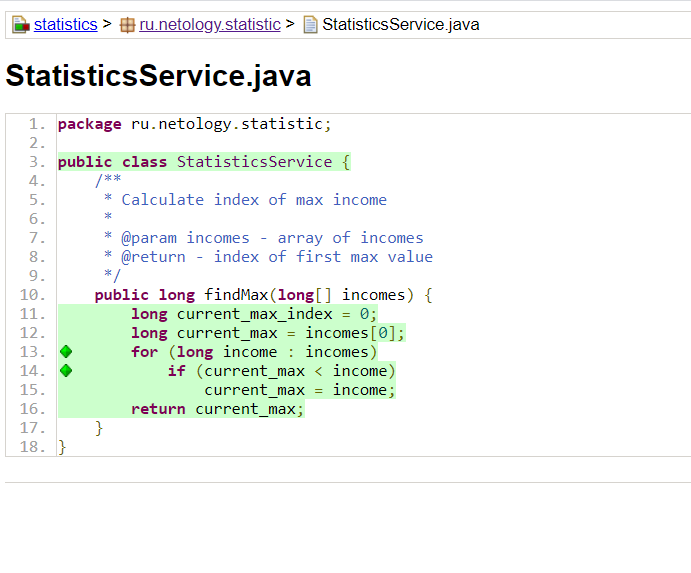 statistics > ru.netology.statistic > StatisticsService.java
StatisticsService.java
1. package ru.netology.statistic;
2.
3. public class StatisticsService {
4.     /**
5.      * Calculate index of max income
6.      *
7.      * @param incomes - array of incomes
8.      * @return - index of first max value
9.      */
10.     public long findMax(long[] incomes) {
11.         long current_max_index = 0;
12.         long current_max = incomes[0];
13.         for (long income : incomes)
14.             if (current_max < income)
15.                 current_max = income;
16.         return current_max;
17.     }
18. }